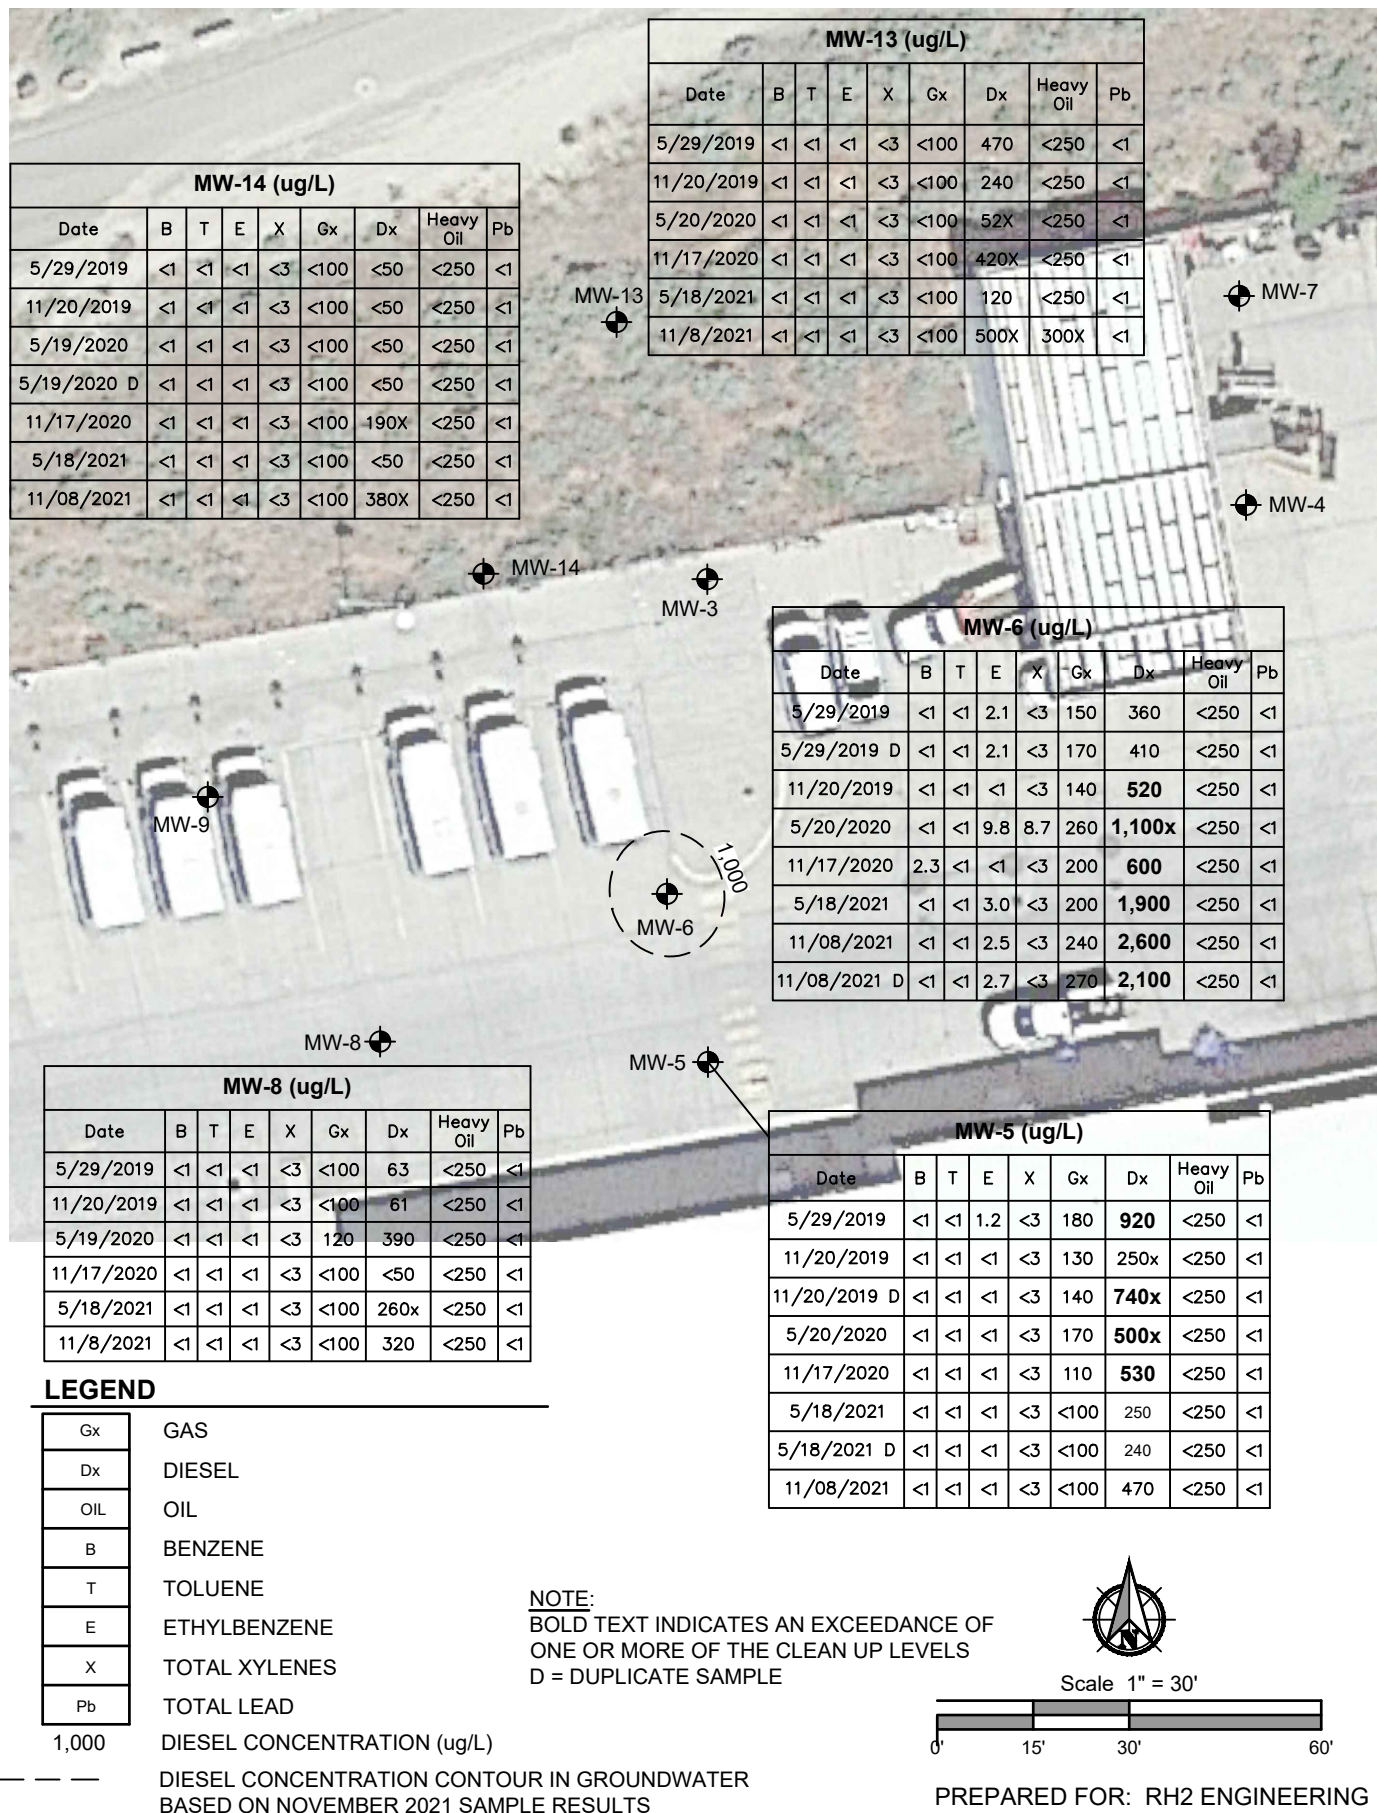 MW-13 (ug/L)
Date B T E X Gx Dx Heavy Oil Pb
5/29/2019 <1 <1 <1 <3 <100 470 <250 <1
11/20/2019 <1 <1 <1 <3 <100 240 <250 <1
5/20/2020 <1 <1 <1 <3 <100 52X <250 <1
11/17/2020 <1 <1 <1 <3 <100 420X <250 <1
5/18/2021 <1 <1 <1 <3 <100 120 <250 <1
11/8/2021 <1 <1 <1 <3 <100 500X 300X <1
MW-14 (ug/L)
Date B T E X Gx Dx Heavy Oil Pb
5/29/2019 <1 <1 <1 <3 <100 <50 <250 <1
11/20/2019 <1 <1 <1 <3 <100 <50 <250 <1
5/19/2020 <1 <1 <1 <3 <100 <50 <250 <1
5/19/2020 D <1 <1 <1 <3 <100 <50 <250 <1
11/17/2020 <1 <1 <1 <3 <100 190X <250 <1
5/18/2021 <1 <1 <1 <3 <100 <50 <250 <1
11/08/2021 <1 <1 <1 <3 <100 380X <250 <1
MW-13
MW-7
MW-4
MW-14
MW-3
MW-6 (ug/L)
Date B T E X Gx Dx Heavy Oil Pb
5/29/2019 <1 <1 2.1 <3 150 360 <250 <1
5/29/2019 D <1 <1 2.1 <3 170 410 <250 <1
11/20/2019 <1 <1 <1 <3 140 520 <250 <1
5/20/2020 <1 <1 9.8 8.7 260 1,100x <250 <1
11/17/2020 2.3 <1 <1 <3 200 600 <250 <1
5/18/2021 <1 <1 3.0 <3 200 1,900 <250 <1
11/08/2021 <1 <1 2.5 <3 240 2,600 <250 <1
11/08/2021 D <1 <1 2.7 <3 270 2,100 <250 <1
MW-9
1,000
MW-6
MW-8
MW-5
MW-8 (ug/L)
Date B T E X Gx Dx Heavy Oil Pb
5/29/2019 <1 <1 <1 <3 <100 63 <250 <1
11/20/2019 <1 <1 <1 <3 <100 61 <250 <1
5/19/2020 <1 <1 <1 <3 120 390 <250 <1
11/17/2020 <1 <1 <1 <3 <100 <50 <250 <1
5/18/2021 <1 <1 <1 <3 <100 260x <250 <1
11/8/2021 <1 <1 <1 <3 <100 320 <250 <1
MW-5 (ug/L)
Date B T E X Gx Dx Heavy Oil Pb
5/29/2019 <1 <1 1.2 <3 180 920 <250 <1
11/20/2019 <1 <1 <1 <3 130 250x <250 <1
11/20/2019 D <1 <1 <1 <3 140 740x <250 <1
5/20/2020 <1 <1 <1 <3 170 500x <250 <1
11/17/2020 <1 <1 <1 <3 110 530 <250 <1
5/18/2021 <1 <1 <1 <3 <100 250 <250 <1
5/18/2021 D <1 <1 <1 <3 <100 240 <250 <1
11/08/2021 <1 <1 <1 <3 <100 470 <250 <1
LEGEND
Gx GAS
Dx DIESEL
OIL OIL
B BENZENE
T TOLUENE
E ETHYLBENZENE
X TOTAL XYLENES
Pb TOTAL LEAD
1,000 DIESEL CONCENTRATION (ug/L)
DIESEL CONCENTRATION CONTOUR IN GROUNDWATER
BASED ON NOVEMBER 2021 SAMPLE RESULTS
NOTE:
BOLD TEXT INDICATES AN EXCEEDANCE OF
ONE OR MORE OF THE CLEAN UP LEVELS
D = DUPLICATE SAMPLE
N
Scale 1" = 30'
0' 15' 30' 60'
PREPARED FOR: RH2 ENGINEERING